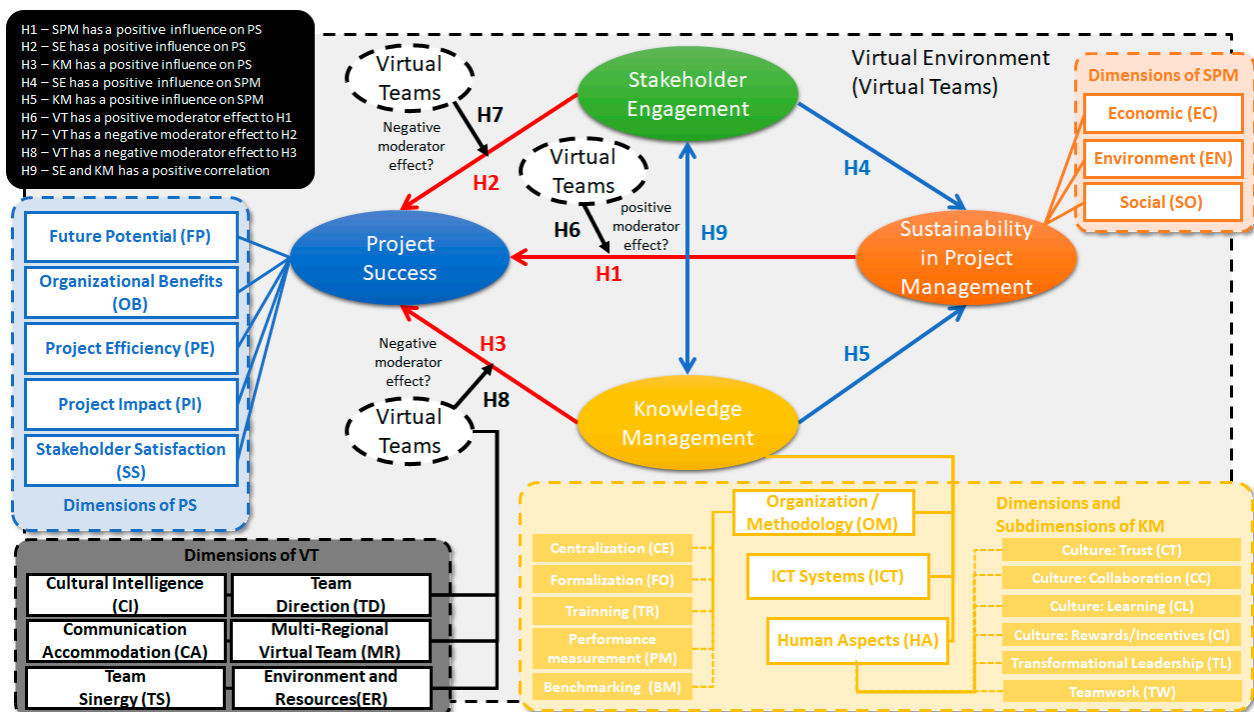 H1 – SPM has a positive influence on PS
H2 – SE has a positive influence on PS
H3 – KM has a positive influence on PS
H4 – SE has a positive influence on SPM
H5 – KM has a positive influence on SPM
H6 – VT has a positive moderator effect to H1
H7 – VT has a negative moderator effect to H2
H8 – VT has a negative moderator effect to H3
H9 – SE and KM has a positive correlation
Virtual
Teams
H7
Negative
moderator
effect?
H2
Stakeholder
Engagement
Virtual Environment
(Virtual Teams)
Dimensions of SPM
Economic (EC)
Environment (EN)
Social (SO)
Virtual
Teams
H6
positive
moderator
effect?
H4
H9
H1
Project
Success
Sustainability
in Project
Management
Future Potential (FP)
Organizational Benefits
(OB)
Project Efficiency (PE)
Project Impact (PI)
Stakeholder Satisfaction
(SS)
Dimensions of PS
Negative
moderator
effect?
H3
H8
Virtual
Teams
H5
Knowledge
Management
Dimensions of VT
Cultural Intelligence
(CI)
Team
Direction (TD)
Communication
Accommodation (CA)
Multi-Regional
Virtual Team (MR)
Team
Sinergy (TS)
Environment and
Resources(ER)
Organization /
Methodology (OM)
ICT Systems (ICT)
Human Aspects (HA)
Centralization (CE)
Formalization (FO)
Trainning (TR)
Performance
measurement (PM)
Benchmarking (BM)
Dimensions and
Subdimensions of KM
Culture: Trust (CT)
Culture: Collaboration (CC)
Culture: Learning (CL)
Culture: Rewards/Incentives (CI)
Transformational Leadership (TL)
Teamwork (TW)